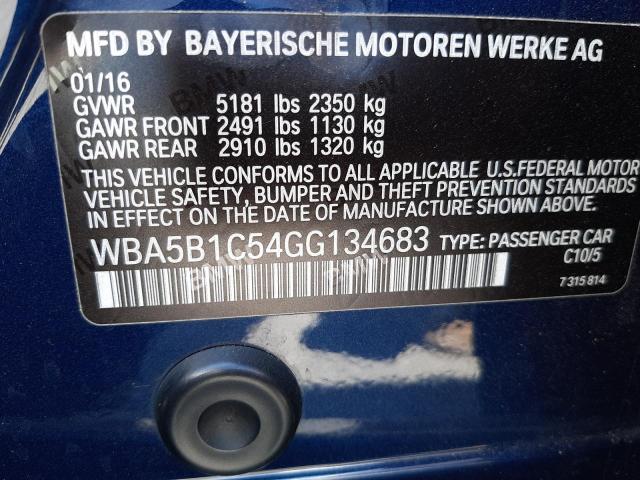 MFD BY BAYERISCHE MOTOREN WERKE AG
01/16
GVWR 5181 lbs 2350 kg
GAWR FRONT 2491 lbs 1130 kg
GAWR REAR 2910 lbs 1320 kg
THIS VEHICLE CONFORMS TO ALL APPLICABLE U.S.FEDERAL MOTOR
VEHICLE SAFETY, BUMPER AND THEFT PREVENTION STANDARDS
IN EFFECT ON THE DATE OF MANUFACTURE SHOWN ABOVE.
WBA5B1C54GG134683 TYPE: PASSENGER CAR
C10/5
7 315 814